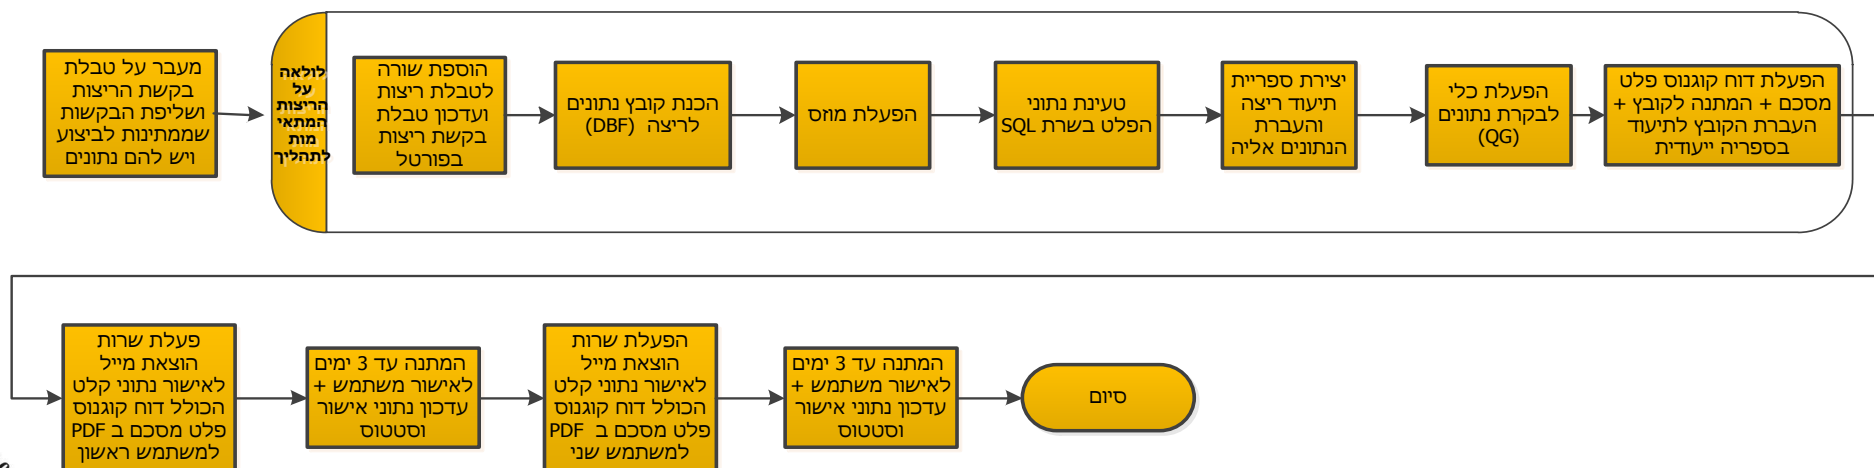 מעבר על טבלת
בקשת הריצות
ושליפת הבקשות
שממתינות לביצוע
ויש להם נתונים
לולאה
על
הריצות
המתאי
מות
לתהליך
הוספת שורה
לטבלת ריצות
ועדכון טבלת
בקשת ריצות
בפורטל
הכנת קובץ נתונים
לריצה (DBF)
הפעלת מוזס
טעינת נתוני
הפלט בשרת SQL
יצירת ספריית
תיעוד ריצה
והעברת
הנתונים אליה
הפעלת כלי
לבקרת נתונים
(QG)
הפעלת דוח קוגנוס פלט
מסכם + המתנה לקובץ +
העברת הקובץ לתיעוד
בספריה ייעודית
פעלת שרות
הוצאת מייל
לאישור נתוני קלט
הכולל דוח קוגנוס
פלט מסכם ב PDF
למשתמש ראשון
המתנה עד 3 ימים
לאישור משתמש +
עדכון נתוני אישור
וסטטוס
הפעלת שרות
הוצאת מייל
לאישור נתוני קלט
הכולל דוח קוגנוס
פלט מסכם ב PDF
למשתמש שני
המתנה עד 3 ימים
לאישור משתמש +
עדכון נתוני אישור
וסטטוס
סיום